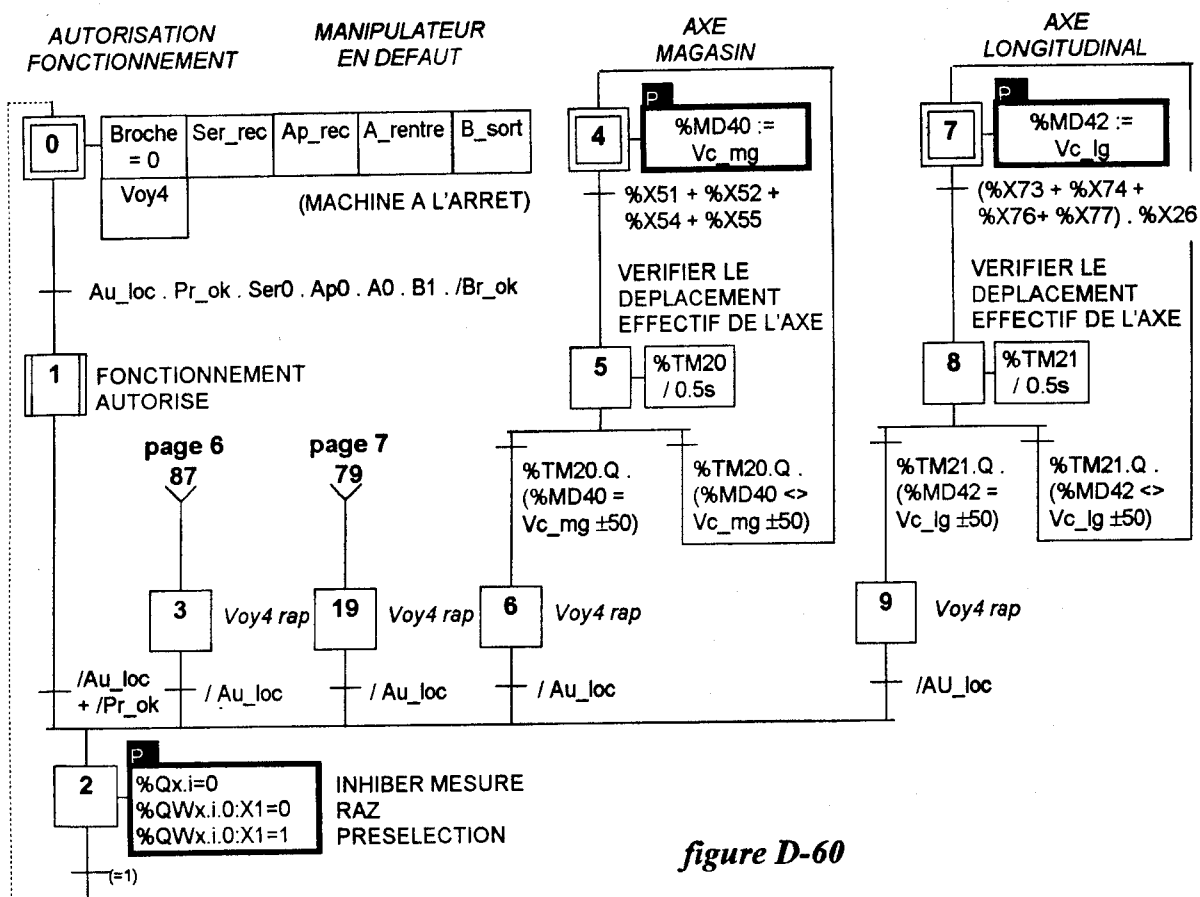 AUTORISATION
FONCTIONNEMENT
MANIPULATEUR
EN DEFAUT
AXE
MAGASIN
AXE
LONGITUDINAL
0
Broche
= 0
Ser_rec
Ap_rec
A_rentre
B_sort
Voy4
(MACHINE A L'ARRET)
Au_loc . Pr_ok . Ser0 . Ap0 . A0 . B1 . /Br_ok
1
FONCTIONNEMENT
AUTORISE
4
P
%MD40 :=
Vc_mg
%X51 + %X52 +
%X54 + %X55
VERIFIER LE
DEPLACEMENT
EFFECTIF DE L'AXE
5
%TM20
/ 0.5s
%TM20.Q .
(%MD40 =
Vc_mg ±50)
%TM20.Q .
(%MD40 <>
Vc_mg ±50)
7
P
%MD42 :=
Vc_lg
(%X73 + %X74 +
%X76+ %X77) . %X26
VERIFIER LE
DEPLACEMENT
EFFECTIF DE L'AXE
8
%TM21
/ 0.5s
%TM21.Q .
(%MD42 =
Vc_lg ±50)
%TM21.Q .
(%MD42 <>
Vc_lg ±50)
page 6
87
page 7
79
3
Voy4 rap
19
Voy4 rap
6
Voy4 rap
9
Voy4 rap
/Au_loc
+ /Pr_ok
/ Au_loc
/ Au_loc
/ Au_loc
/AU_loc
2
P
%Qx.i=0
%QWx.i.0:X1=0
%QWx.i.0:X1=1
INHIBER MESURE
RAZ
PRESELECTION
(=1)
figure D-60